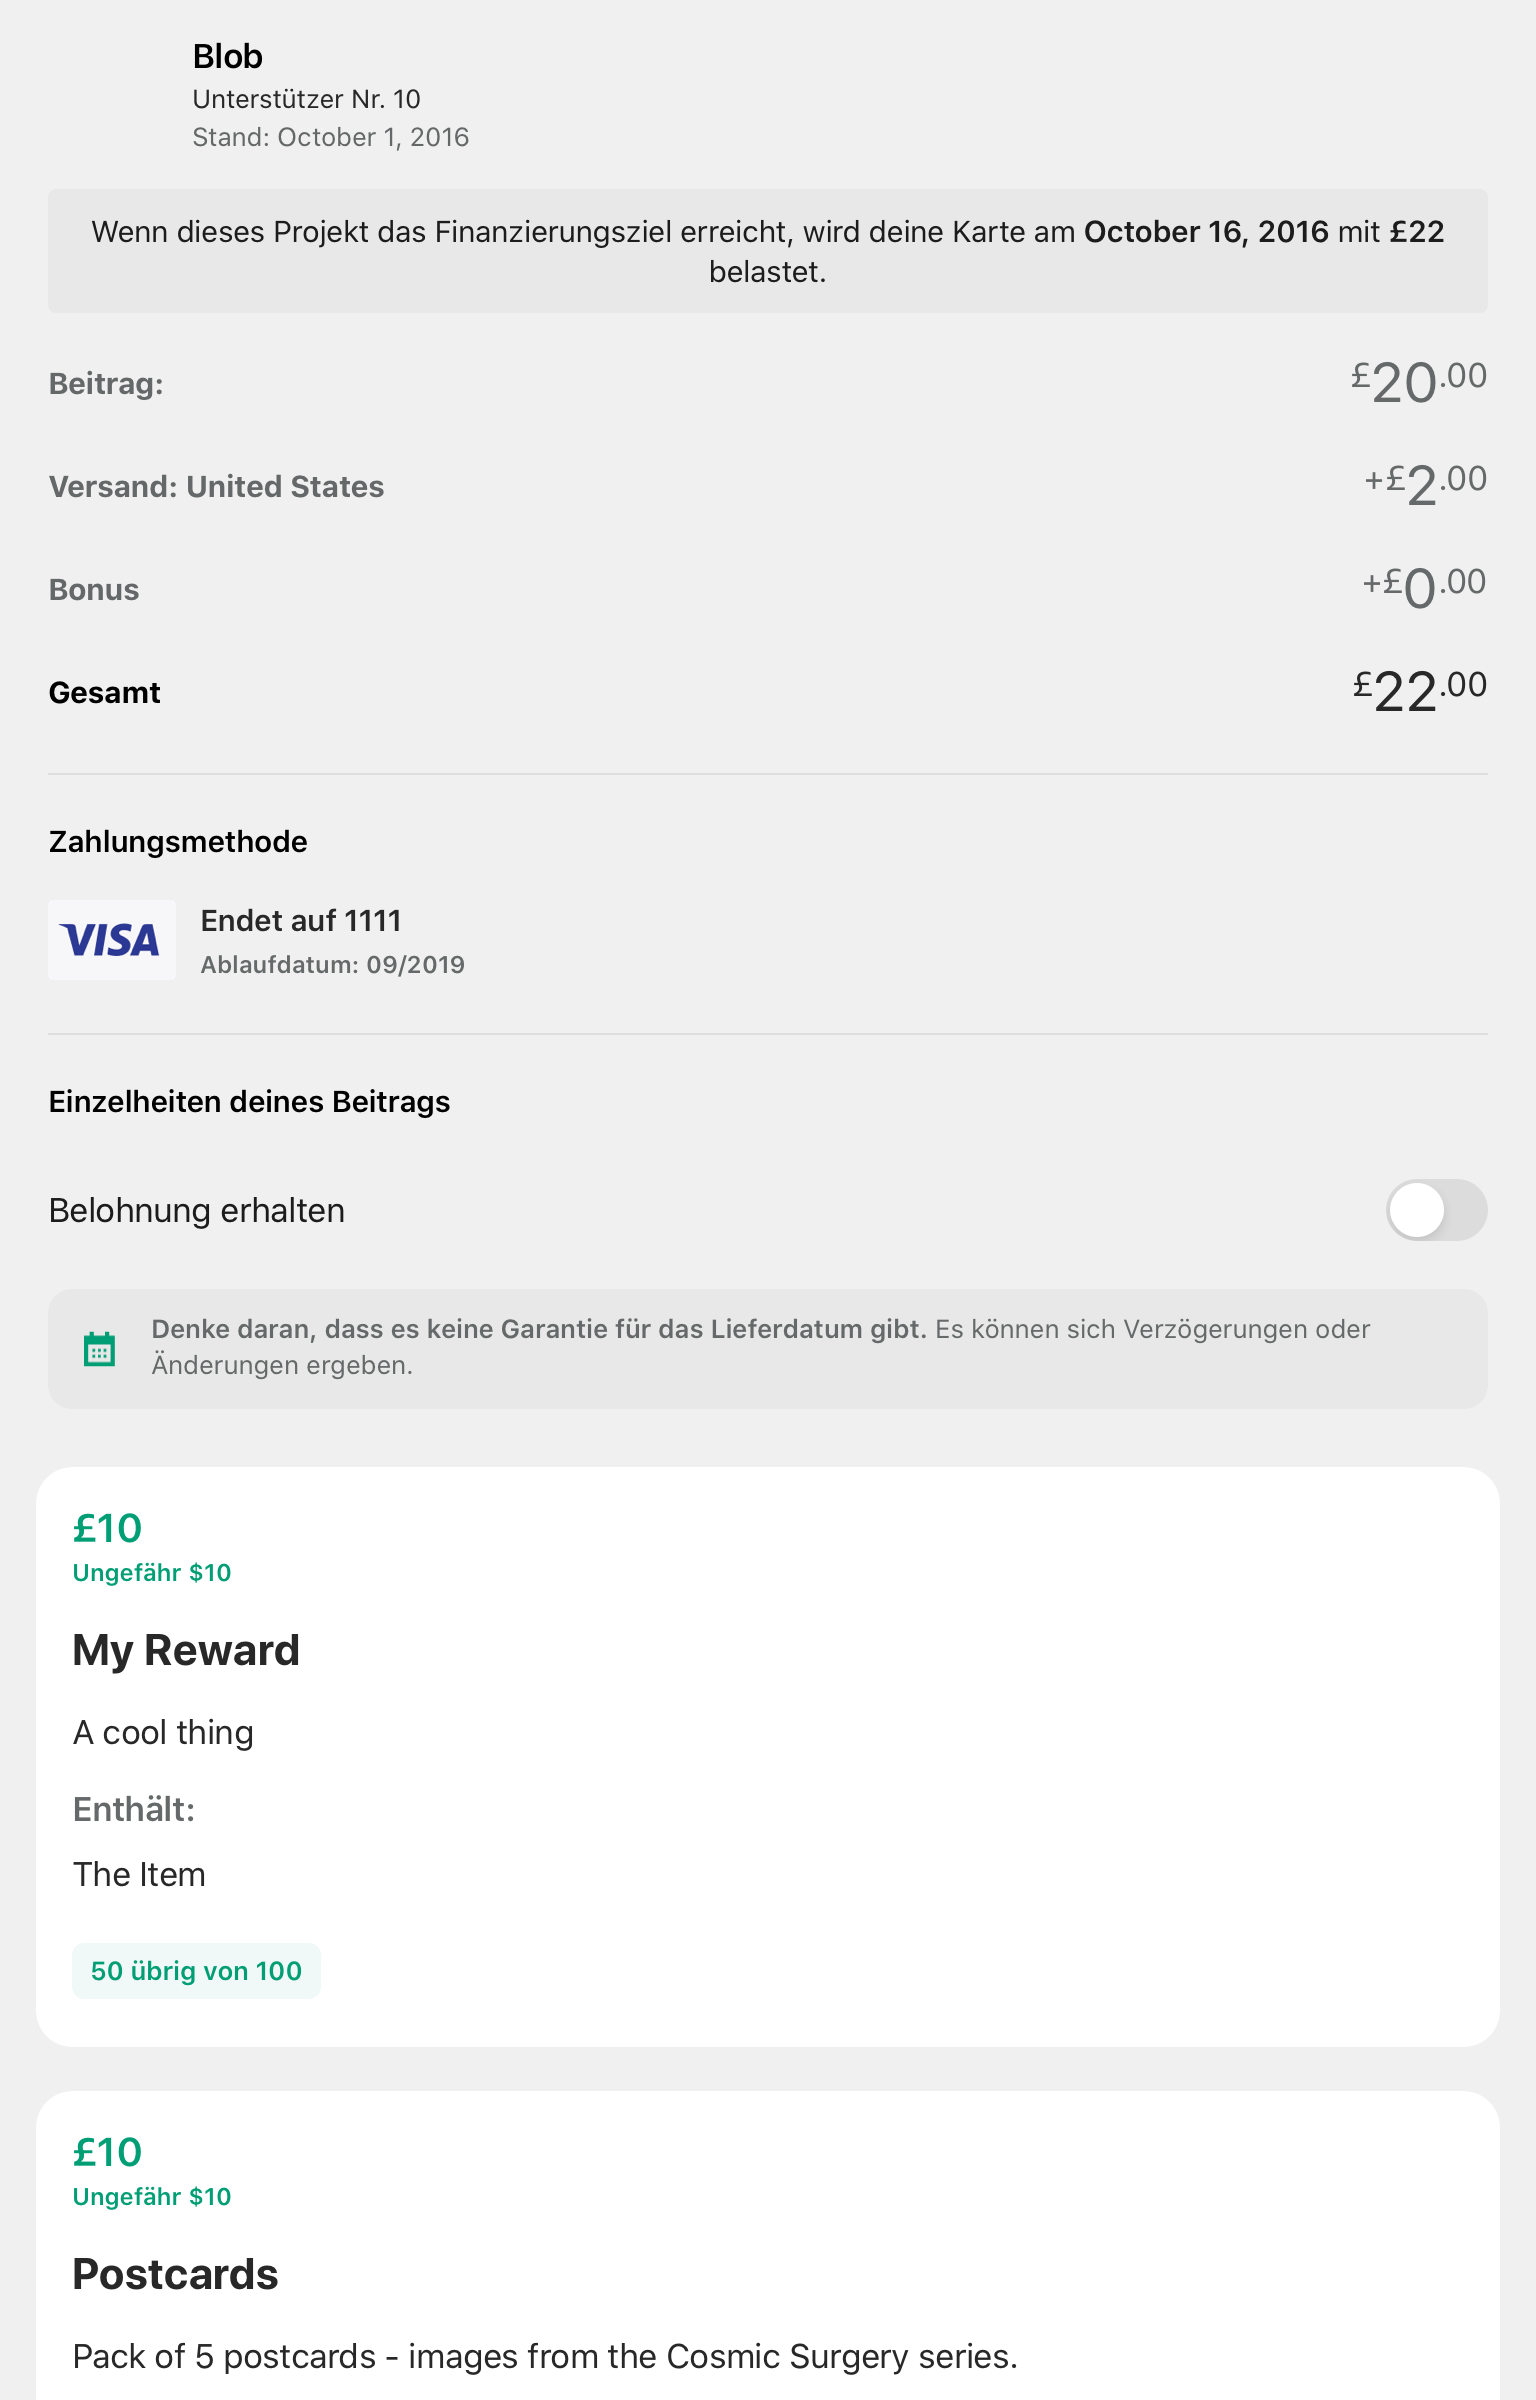 Blob
Unterstützer Nr. 10
Stand: October 1, 2016
Wenn dieses Projekt das Finanzierungsziel erreicht, wird deine Karte am October 16, 2016 mit £22
belastet.
Beitrag: £20.00
Versand: United States +£2.00
Bonus +£0.00
Gesamt £22.00
Zahlungsmethode
VISA
Endet auf 1111
Ablaufdatum: 09/2019
Einzelheiten deines Beitrags
Belohnung erhalten
Denke daran, dass es keine Garantie für das Lieferdatum gibt. Es können sich Verzögerungen oder
Änderungen ergeben.
£10
Ungefähr $10
My Reward
A cool thing
Enthält:
The Item
50 übrig von 100
£10
Ungefähr $10
Postcards
Pack of 5 postcards - images from the Cosmic Surgery series.